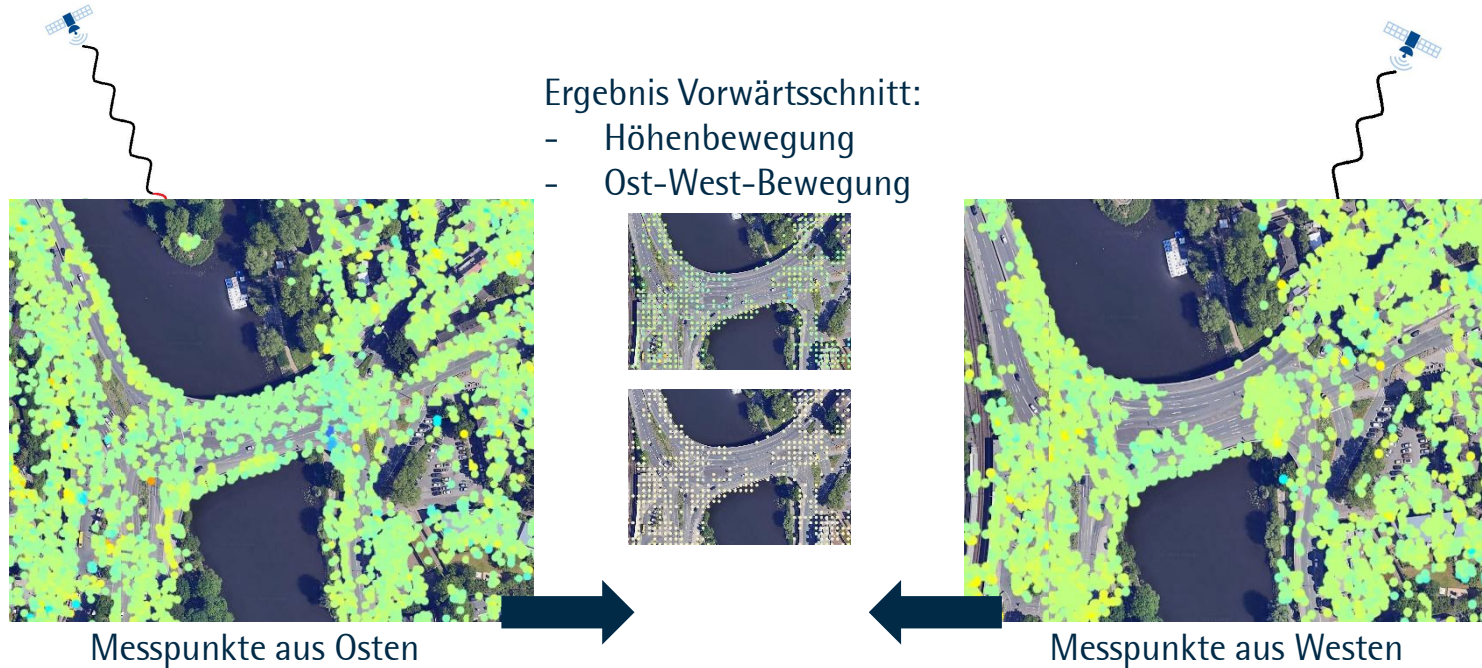 Ergebnis Vorwärtsschnitt:
- Höhenbewegung
- Ost-West-Bewegung
Messpunkte aus Osten
Messpunkte aus Westen